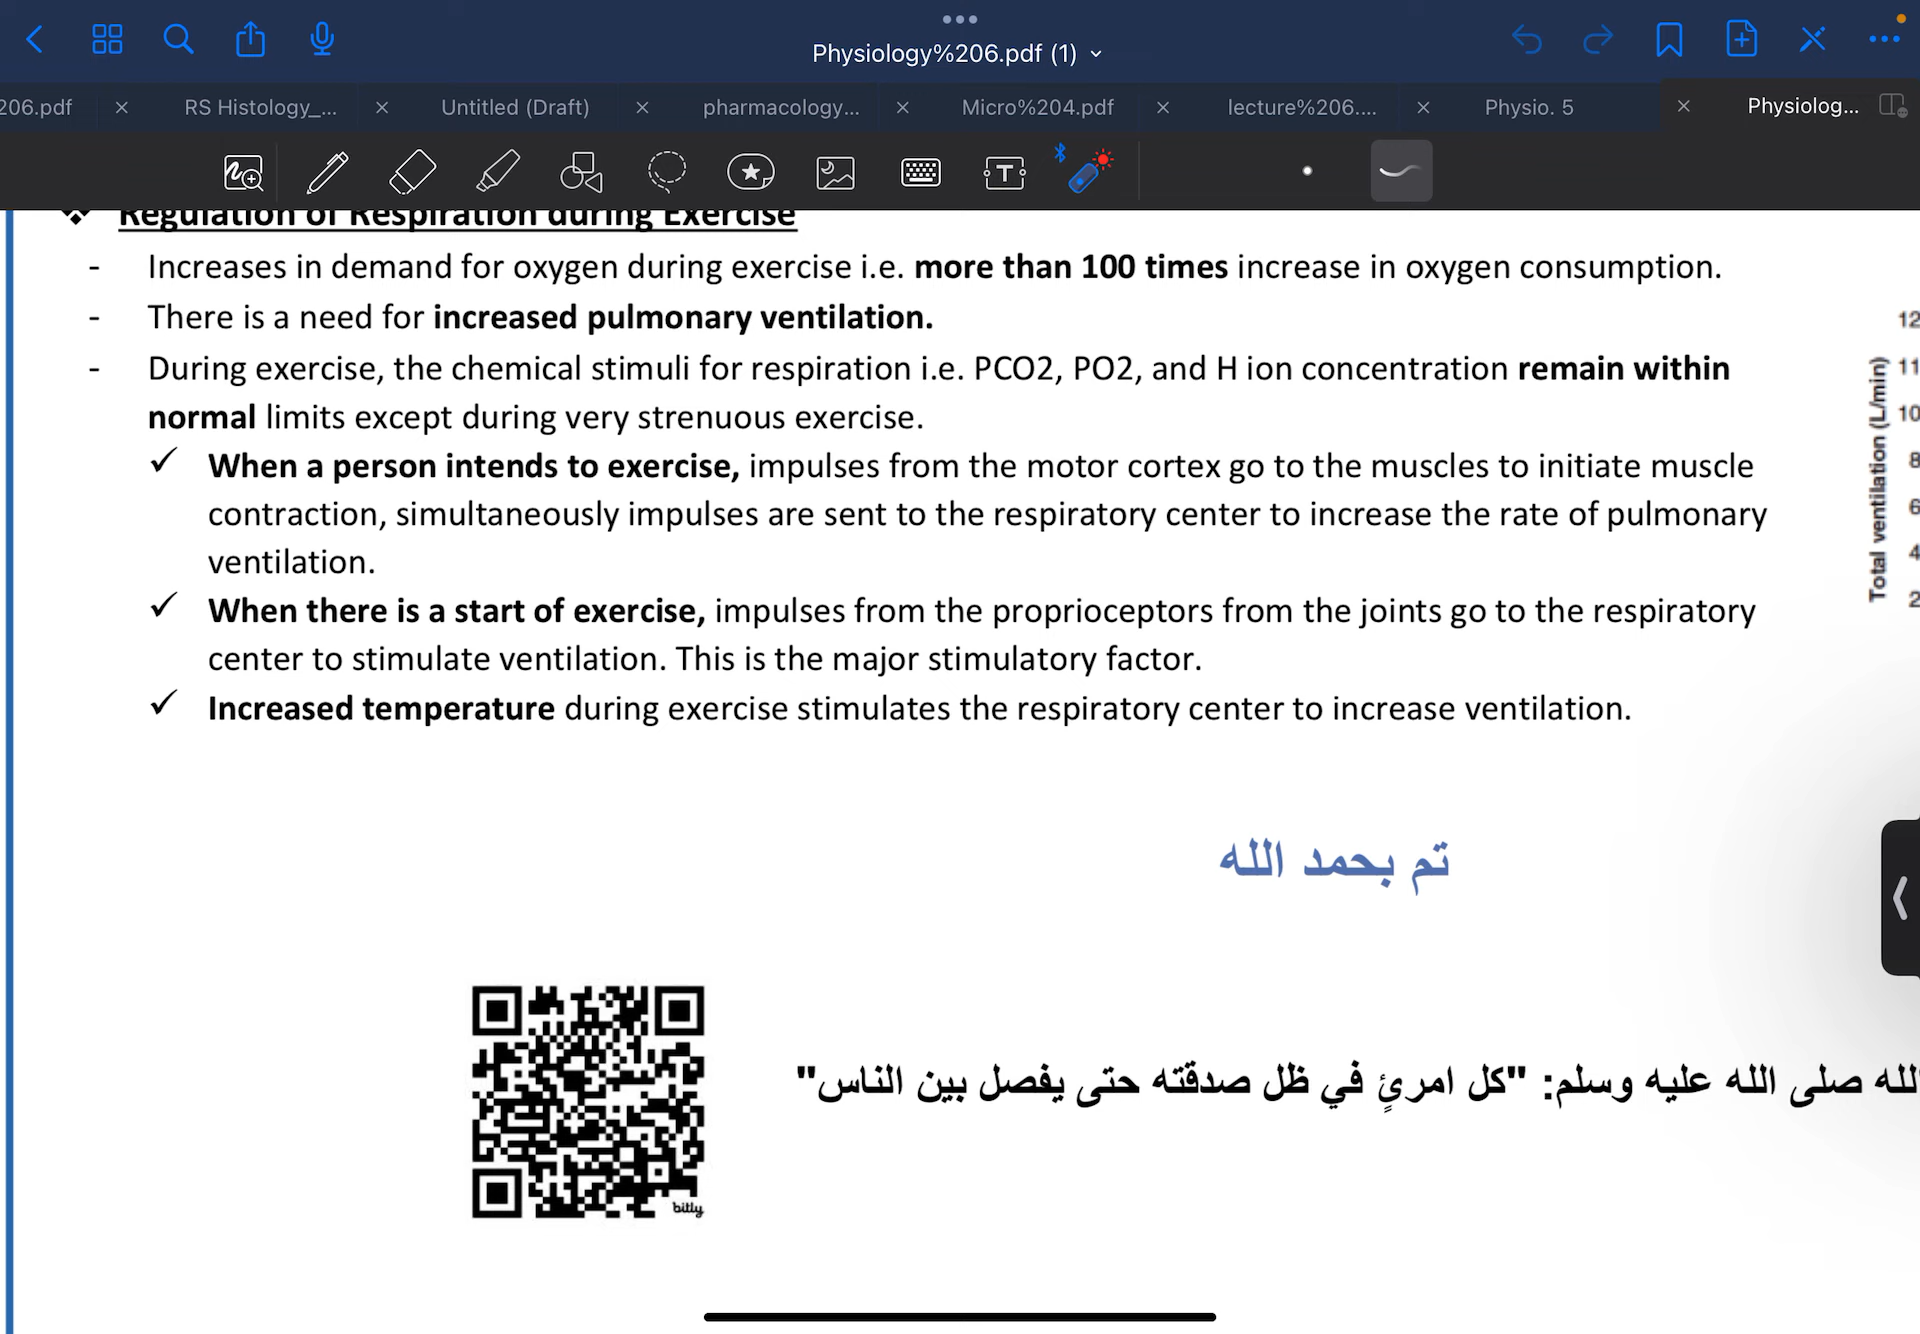 Physiology%206.pdf (1)
206.pdf
RS Histology_...
Untitled (Draft)
pharmacology...
Micro%204.pdf
lecture%206....
Physio. 5
Physiolog...
T
❖ Regulation of Respiration during Exercise
- Increases in demand for oxygen during exercise i.e. more than 100 times increase in oxygen consumption.
- There is a need for increased pulmonary ventilation.
- During exercise, the chemical stimuli for respiration i.e. PCO2, PO2, and H ion concentration remain within
normal limits except during very strenuous exercise.
✓ When a person intends to exercise, impulses from the motor cortex go to the muscles to initiate muscle
contraction, simultaneously impulses are sent to the respiratory center to increase the rate of pulmonary
ventilation.
✓ When there is a start of exercise, impulses from the proprioceptors from the joints go to the respiratory
center to stimulate ventilation. This is the major stimulatory factor.
✓ Increased temperature during exercise stimulates the respiratory center to increase ventilation.
Total ventilation (L/min)
12
11
10
8
6
4
2
تم بحمد الله
لله صلى الله عليه وسلم: "كل امرئٍ في ظل صدقته حتى يفصل بين الناس"
bitly